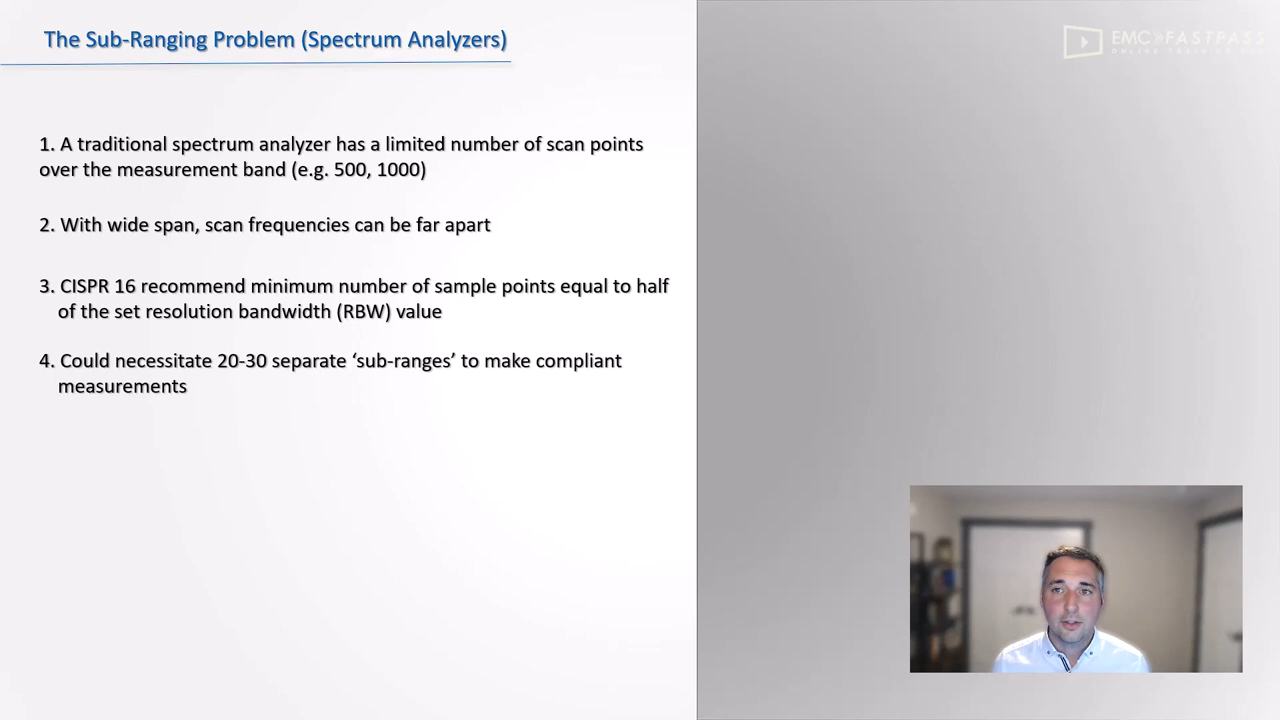 The Sub-Ranging Problem (Spectrum Analyzers)
EMC FASTPASS
1. A traditional spectrum analyzer has a limited number of scan points
over the measurement band (e.g. 500, 1000)
2. With wide span, scan frequencies can be far apart
3. CISPR 16 recommend minimum number of sample points equal to half
of the set resolution bandwidth (RBW) value
4. Could necessitate 20-30 separate ‘sub-ranges’ to make compliant
measurements